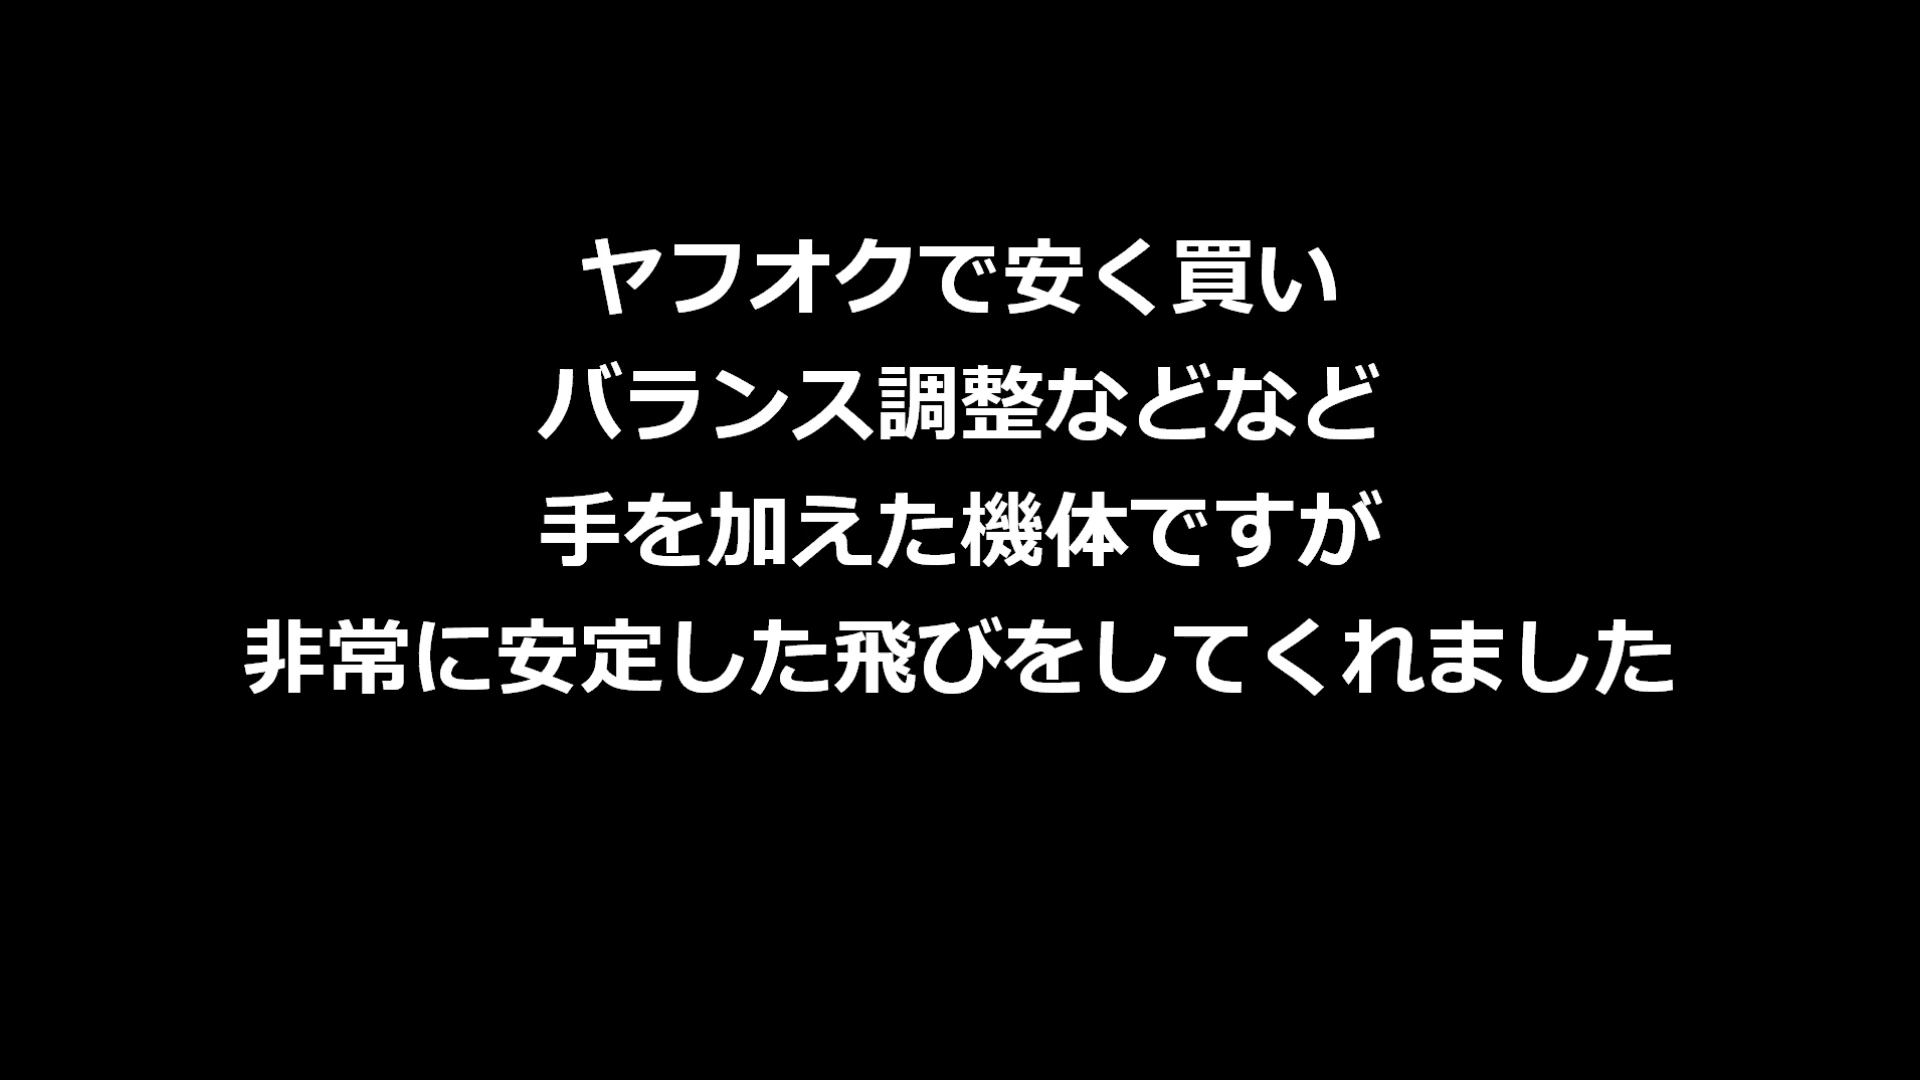 ヤフオクで安く買い
バランス調整などなど
手を加えた機体ですが
非常に安定した飛びをしてくれました